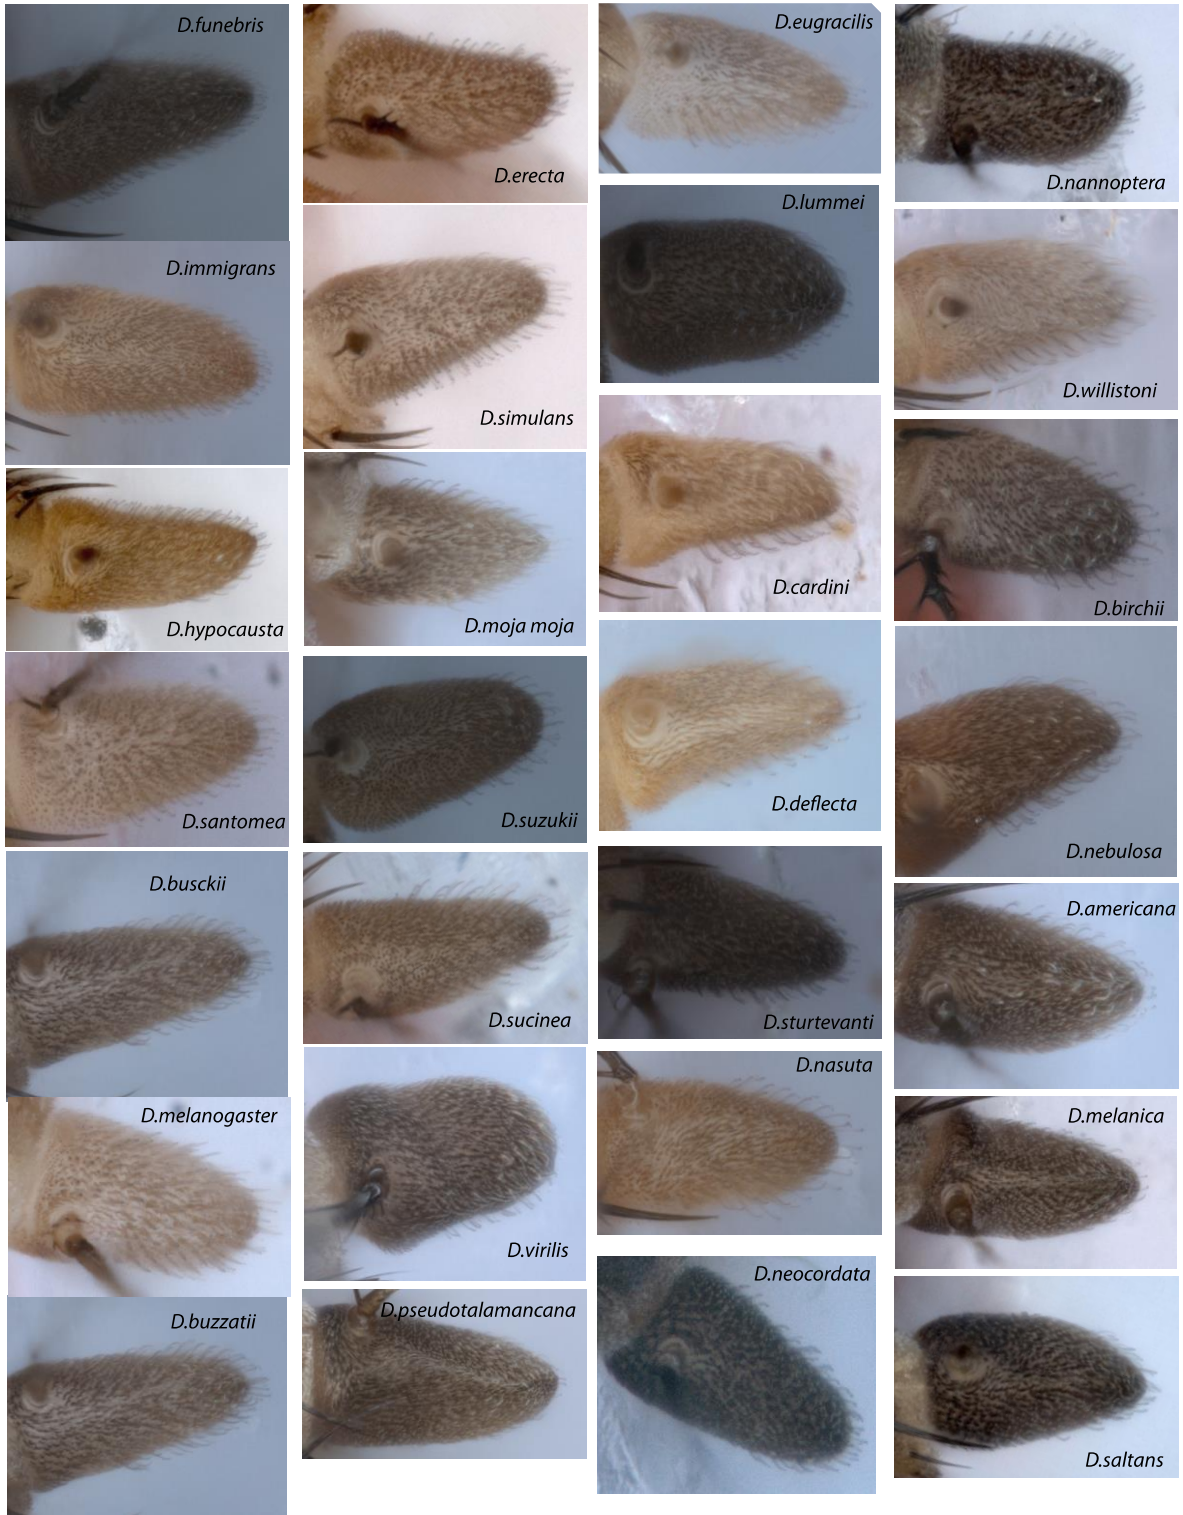 D.funebris
D.immigrans
D.hypocausta
D.santomea
D.busckii
D.melanogaster
D.buzzatii
D.erecta
D.simulans
D.moja moja
D.suzukii
D.sucinea
D.virilis
D.pseudotalamancana
D.eugracilis
D.lummei
D.cardini
D.deflecta
D.sturtevanti
D.nasuta
D.neocordata
D.nannoptera
D.willistoni
D.birchii
D.nebulosa
D.americana
D.melanica
D.saltans